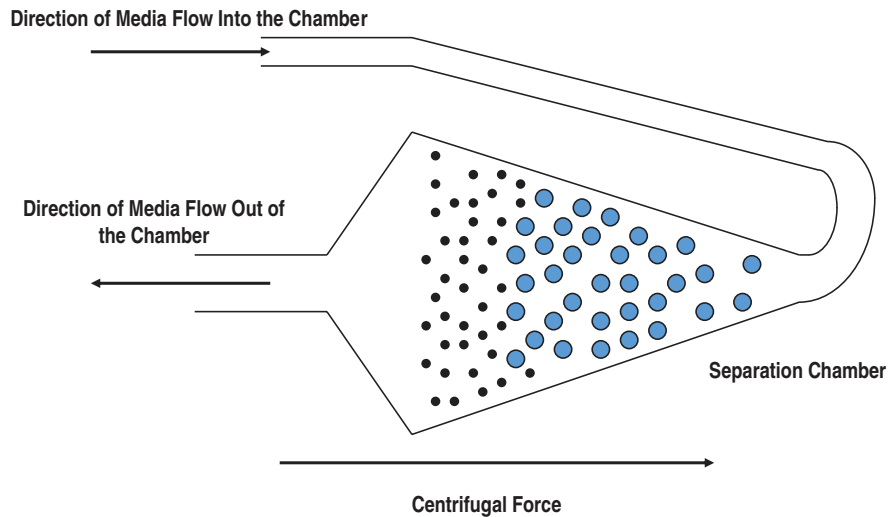 Direction of Media Flow Into the Chamber
Direction of Media Flow Out of
the Chamber
Separation Chamber
Centrifugal Force